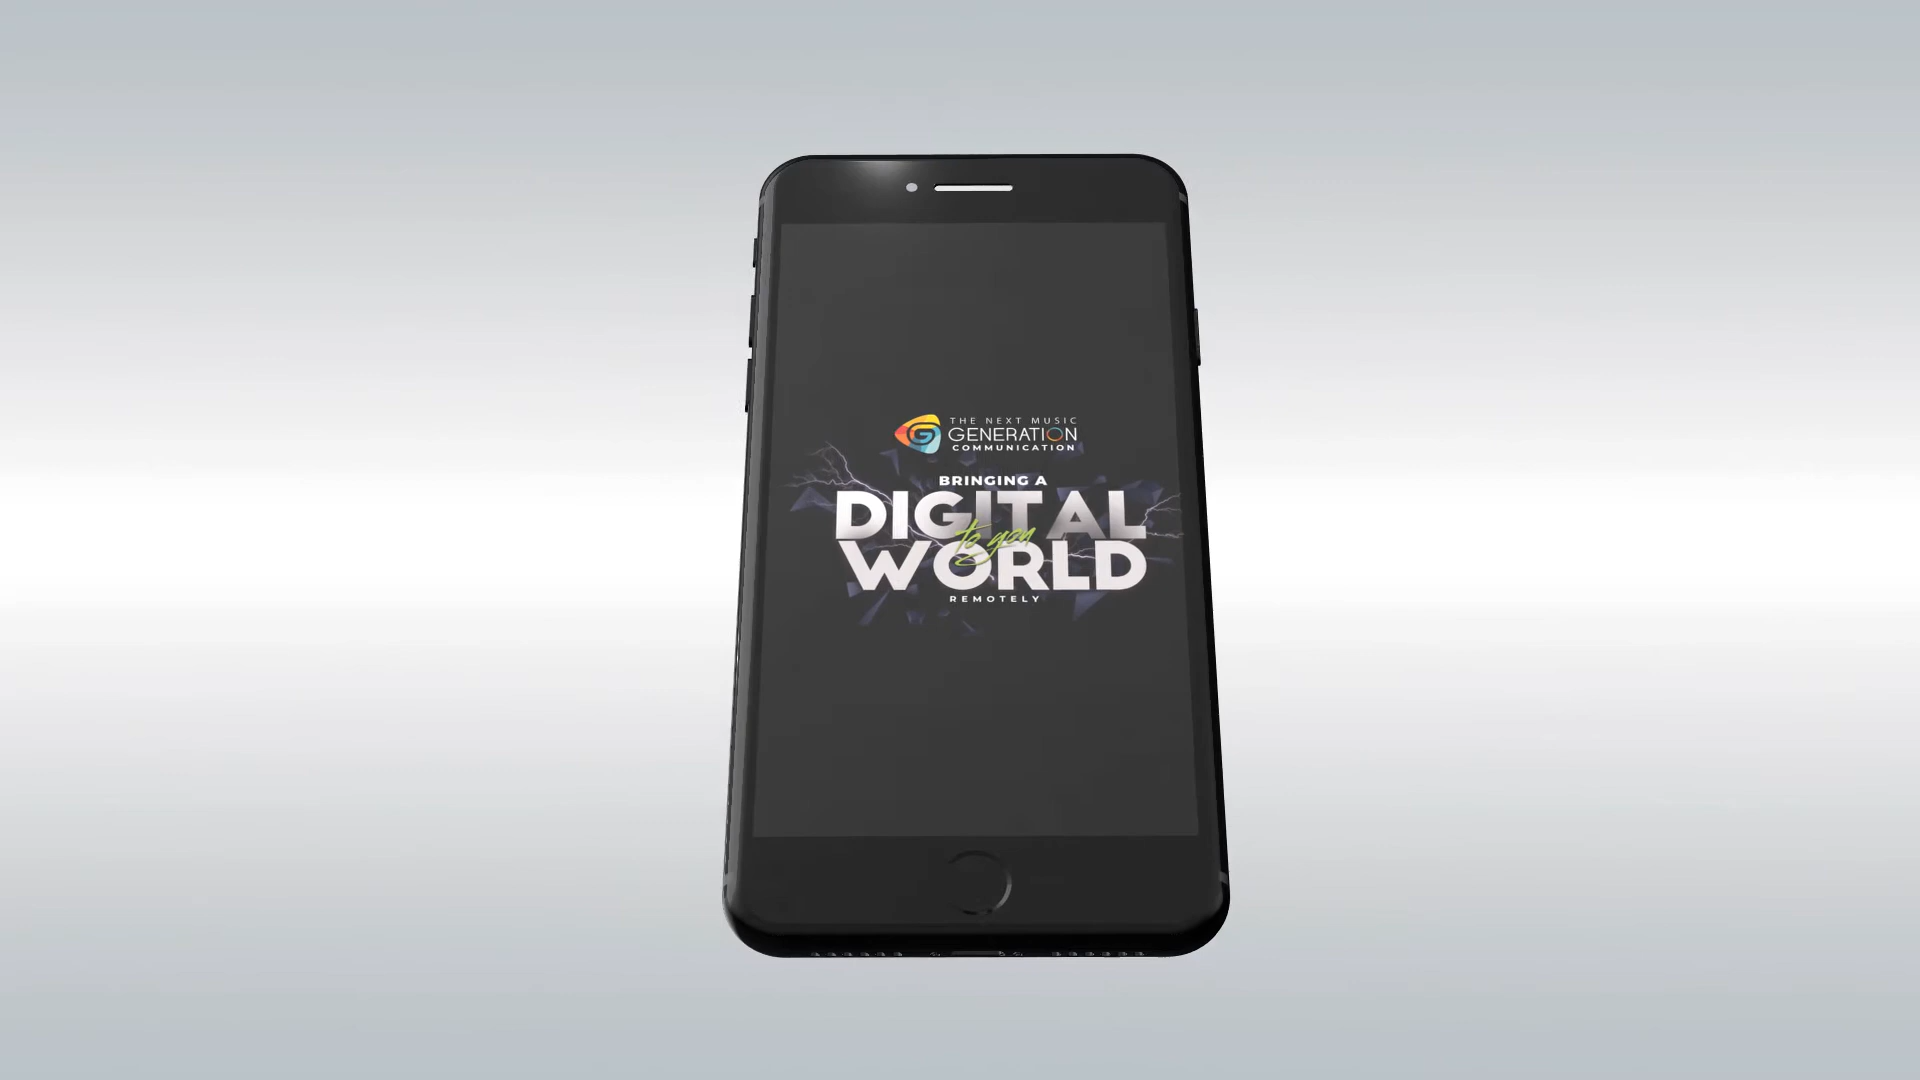 THE NEXT MUSIC
GENERATION
COMMUNICATION
BRINGING A
DIGITAL
to you
WORLD
REMOTELY